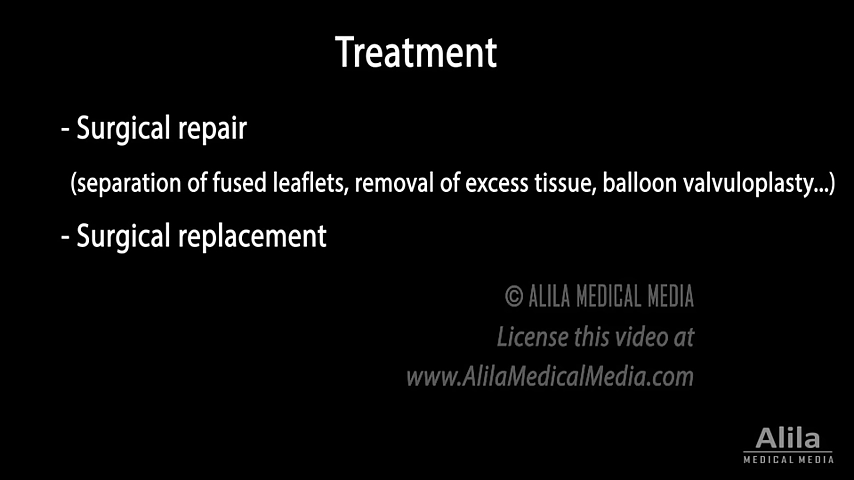 Treatment
- Surgical repair
(separation of fused leaflets, removal of excess tissue, balloon valvuloplasty...)
- Surgical replacement
© ALILA MEDICAL MEDIA
License this video at
www.AlilaMedicalMedia.com
Alila
MEDICAL MEDIA